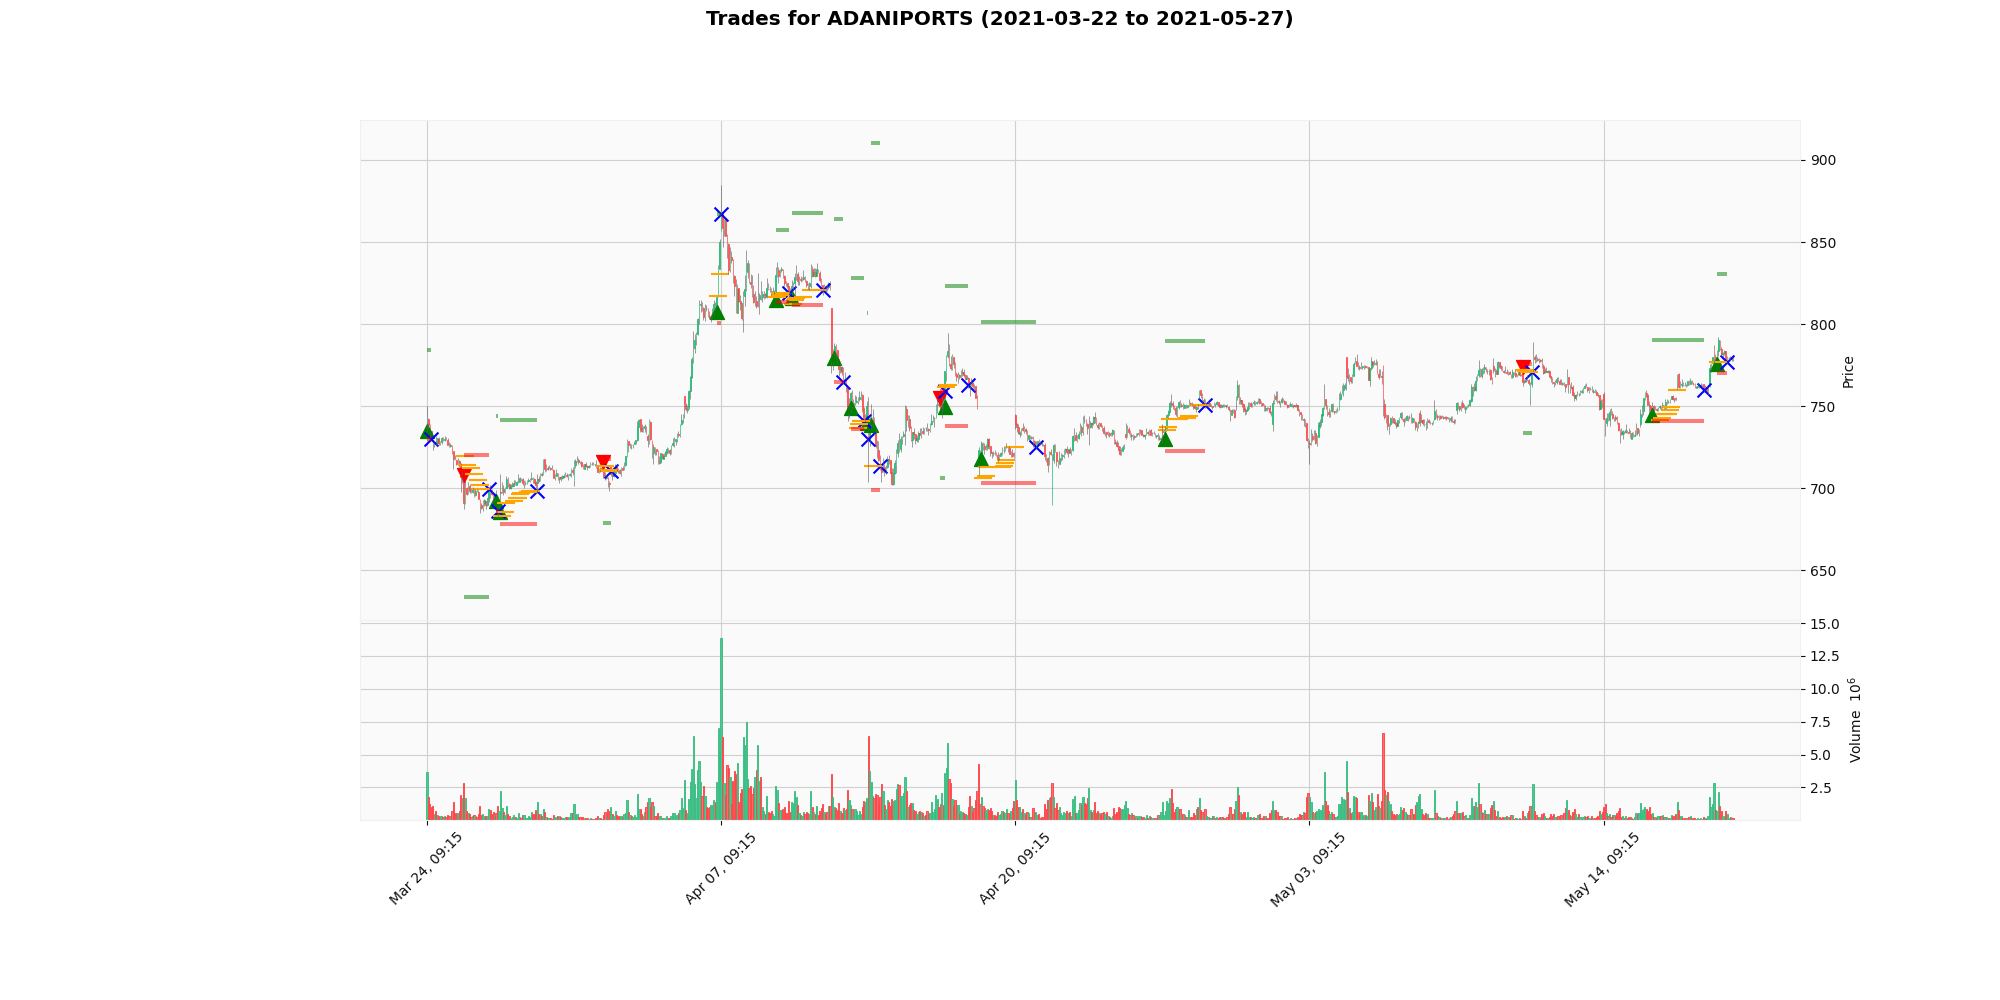 Trades for ADANIPORTS (2021-03-22 to 2021-05-27)
900
850
800
750
700
650
Price
15.0
12.5
10.0
7.5
5.0
2.5
Volume 10⁶
Mar 24, 09:15
Apr 07, 09:15
Apr 20, 09:15
May 03, 09:15
May 14, 09:15